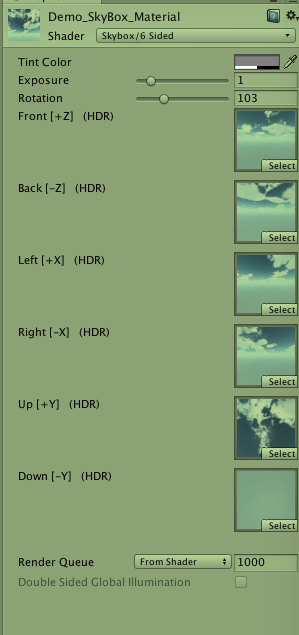 Demo_SkyBox_Material
Shader Skybox/6 Sided
Tint Color
Exposure 1
Rotation 103
Front [+Z] (HDR)
Select
Back [-Z] (HDR)
Select
Left [+X] (HDR)
Select
Right [-X] (HDR)
Select
Up [+Y] (HDR)
Select
Down [-Y] (HDR)
Select
Render Queue From Shader 1000
Double Sided Global Illumination